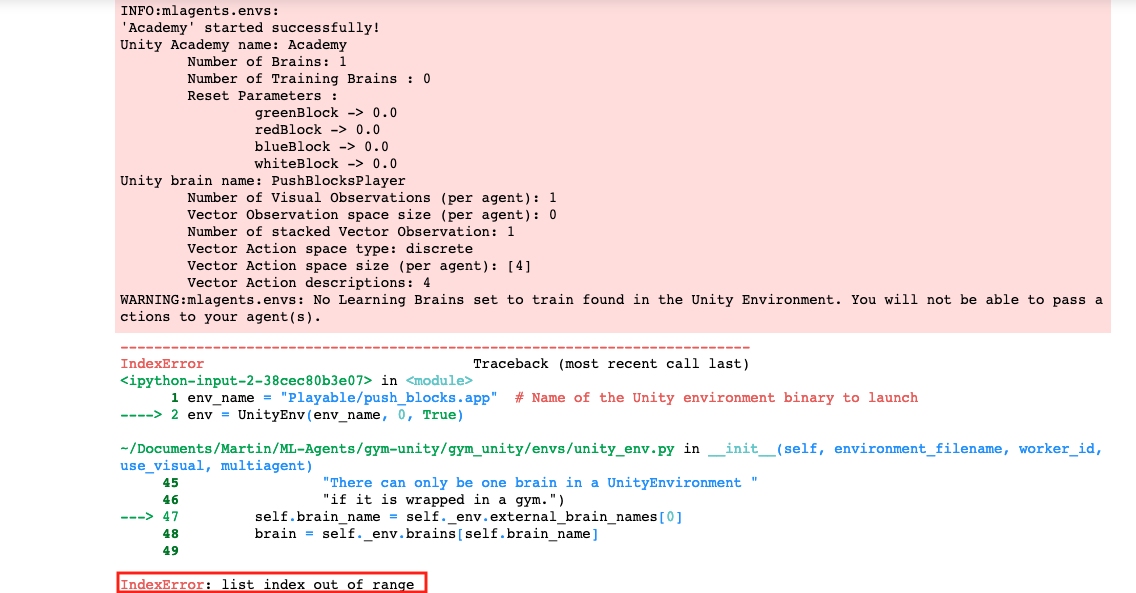 INFO:mlagents.envs:
'Academy' started successfully!
Unity Academy name: Academy
        Number of Brains: 1
        Number of Training Brains : 0
        Reset Parameters :
                greenBlock -> 0.0
                redBlock -> 0.0
                blueBlock -> 0.0
                whiteBlock -> 0.0
Unity brain name: PushBlocksPlayer
        Number of Visual Observations (per agent): 1
        Vector Observation space size (per agent): 0
        Number of stacked Vector Observation: 1
        Vector Action space type: discrete
        Vector Action space size (per agent): [4]
        Vector Action descriptions: 4
WARNING:mlagents.envs: No Learning Brains set to train found in the Unity Environment. You will not be able to pass a
ctions to your agent(s).
---------------------------------------------------------------------------
IndexError                                Traceback (most recent call last)
<ipython-input-2-38cec80b3e07> in <module>
      1 env_name = "Playable/push_blocks.app"  # Name of the Unity environment binary to launch
----> 2 env = UnityEnv(env_name, 0, True)
~/Documents/Martin/ML-Agents/gym-unity/gym_unity/envs/unity_env.py in __init__(self, environment_filename, worker_id,
use_visual, multiagent)
     45                 "There can only be one brain in a UnityEnvironment "
     46                 "if it is wrapped in a gym.")
---> 47         self.brain_name = self._env.external_brain_names[0]
     48         brain = self._env.brains[self.brain_name]
     49
IndexError: list index out of range